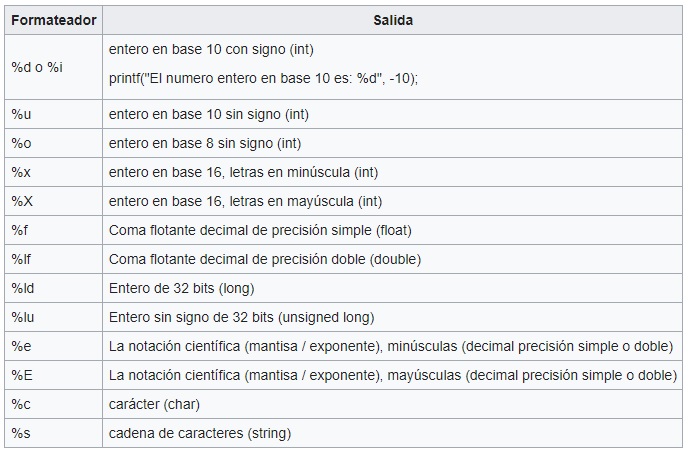 Formateador Salida
%d o %i entero en base 10 con signo (int)
printf("El numero entero en base 10 es: %d", -10);
%u entero en base 10 sin signo (int)
%o entero en base 8 sin signo (int)
%x entero en base 16, letras en minúscula (int)
%X entero en base 16, letras en mayúscula (int)
%f Coma flotante decimal de precisión simple (float)
%lf Coma flotante decimal de precisión doble (double)
%ld Entero de 32 bits (long)
%lu Entero sin signo de 32 bits (unsigned long)
%e La notación científica (mantisa / exponente), minúsculas (decimal precisión simple o doble)
%E La notación científica (mantisa / exponente), mayúsculas (decimal precisión simple o doble)
%c carácter (char)
%s cadena de caracteres (string)